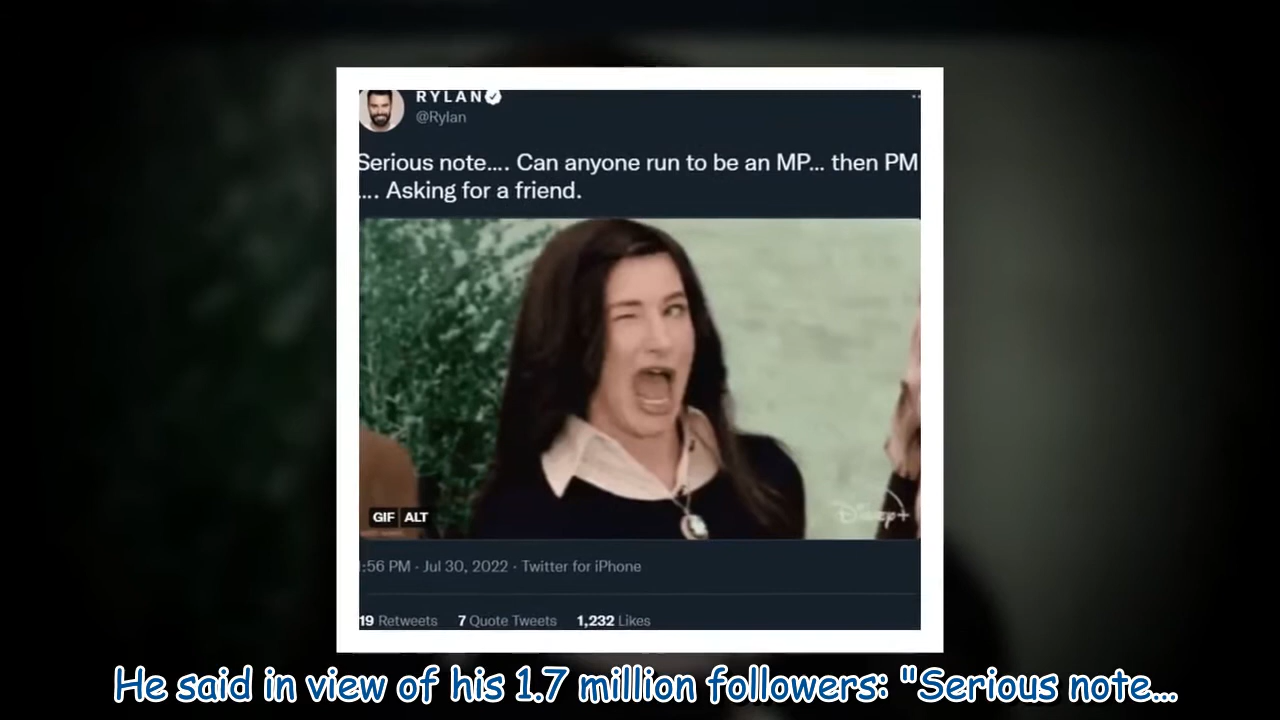 RYLAN
@Rylan
Serious note.... Can anyone run to be an MP... then PM
.... Asking for a friend.
GIF ALT
Disney+
:56 PM · Jul 30, 2022 · Twitter for iPhone
19 Retweets 7 Quote Tweets 1,232 Likes
He said in view of his 1.7 million followers: "Serious note...